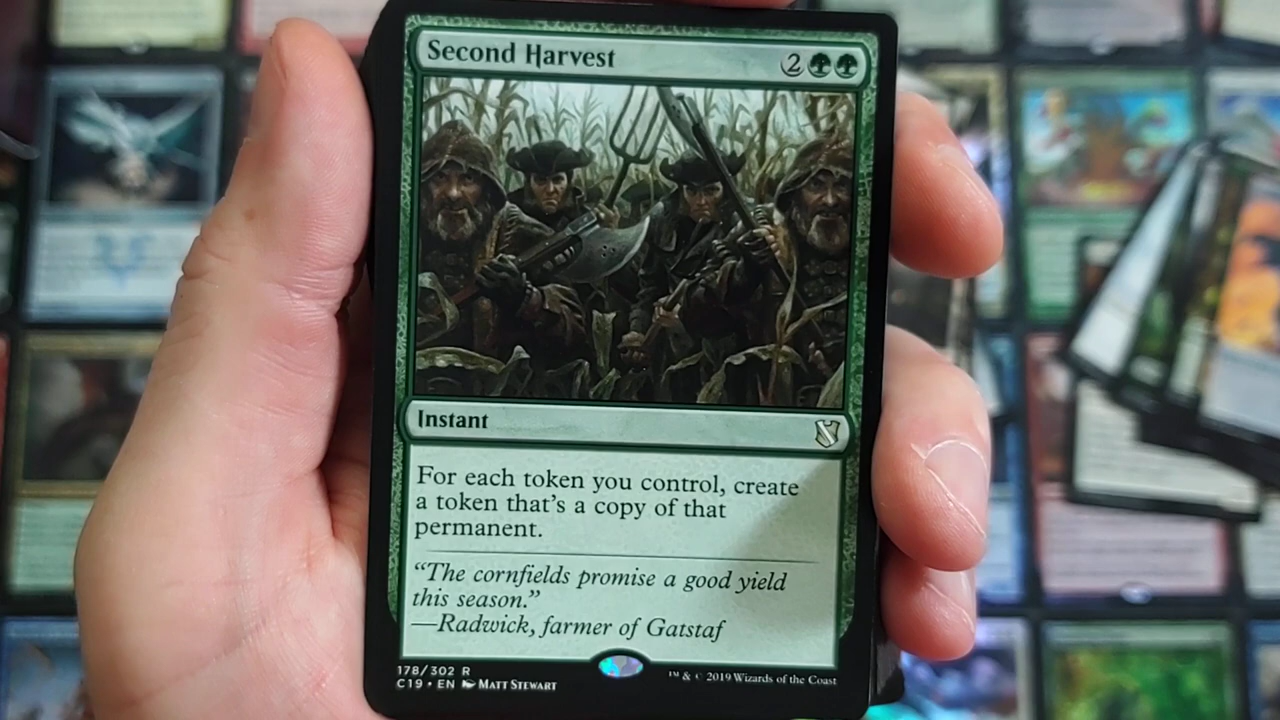 Second Harvest 2
Instant
For each token you control, create
a token that's a copy of that
permanent.
“The cornfields promise a good yield
this season.”
—Radwick, farmer of Gatstaf
178/302 R
C19 • EN Matt Stewart
™ & © 2019 Wizards of the Coast